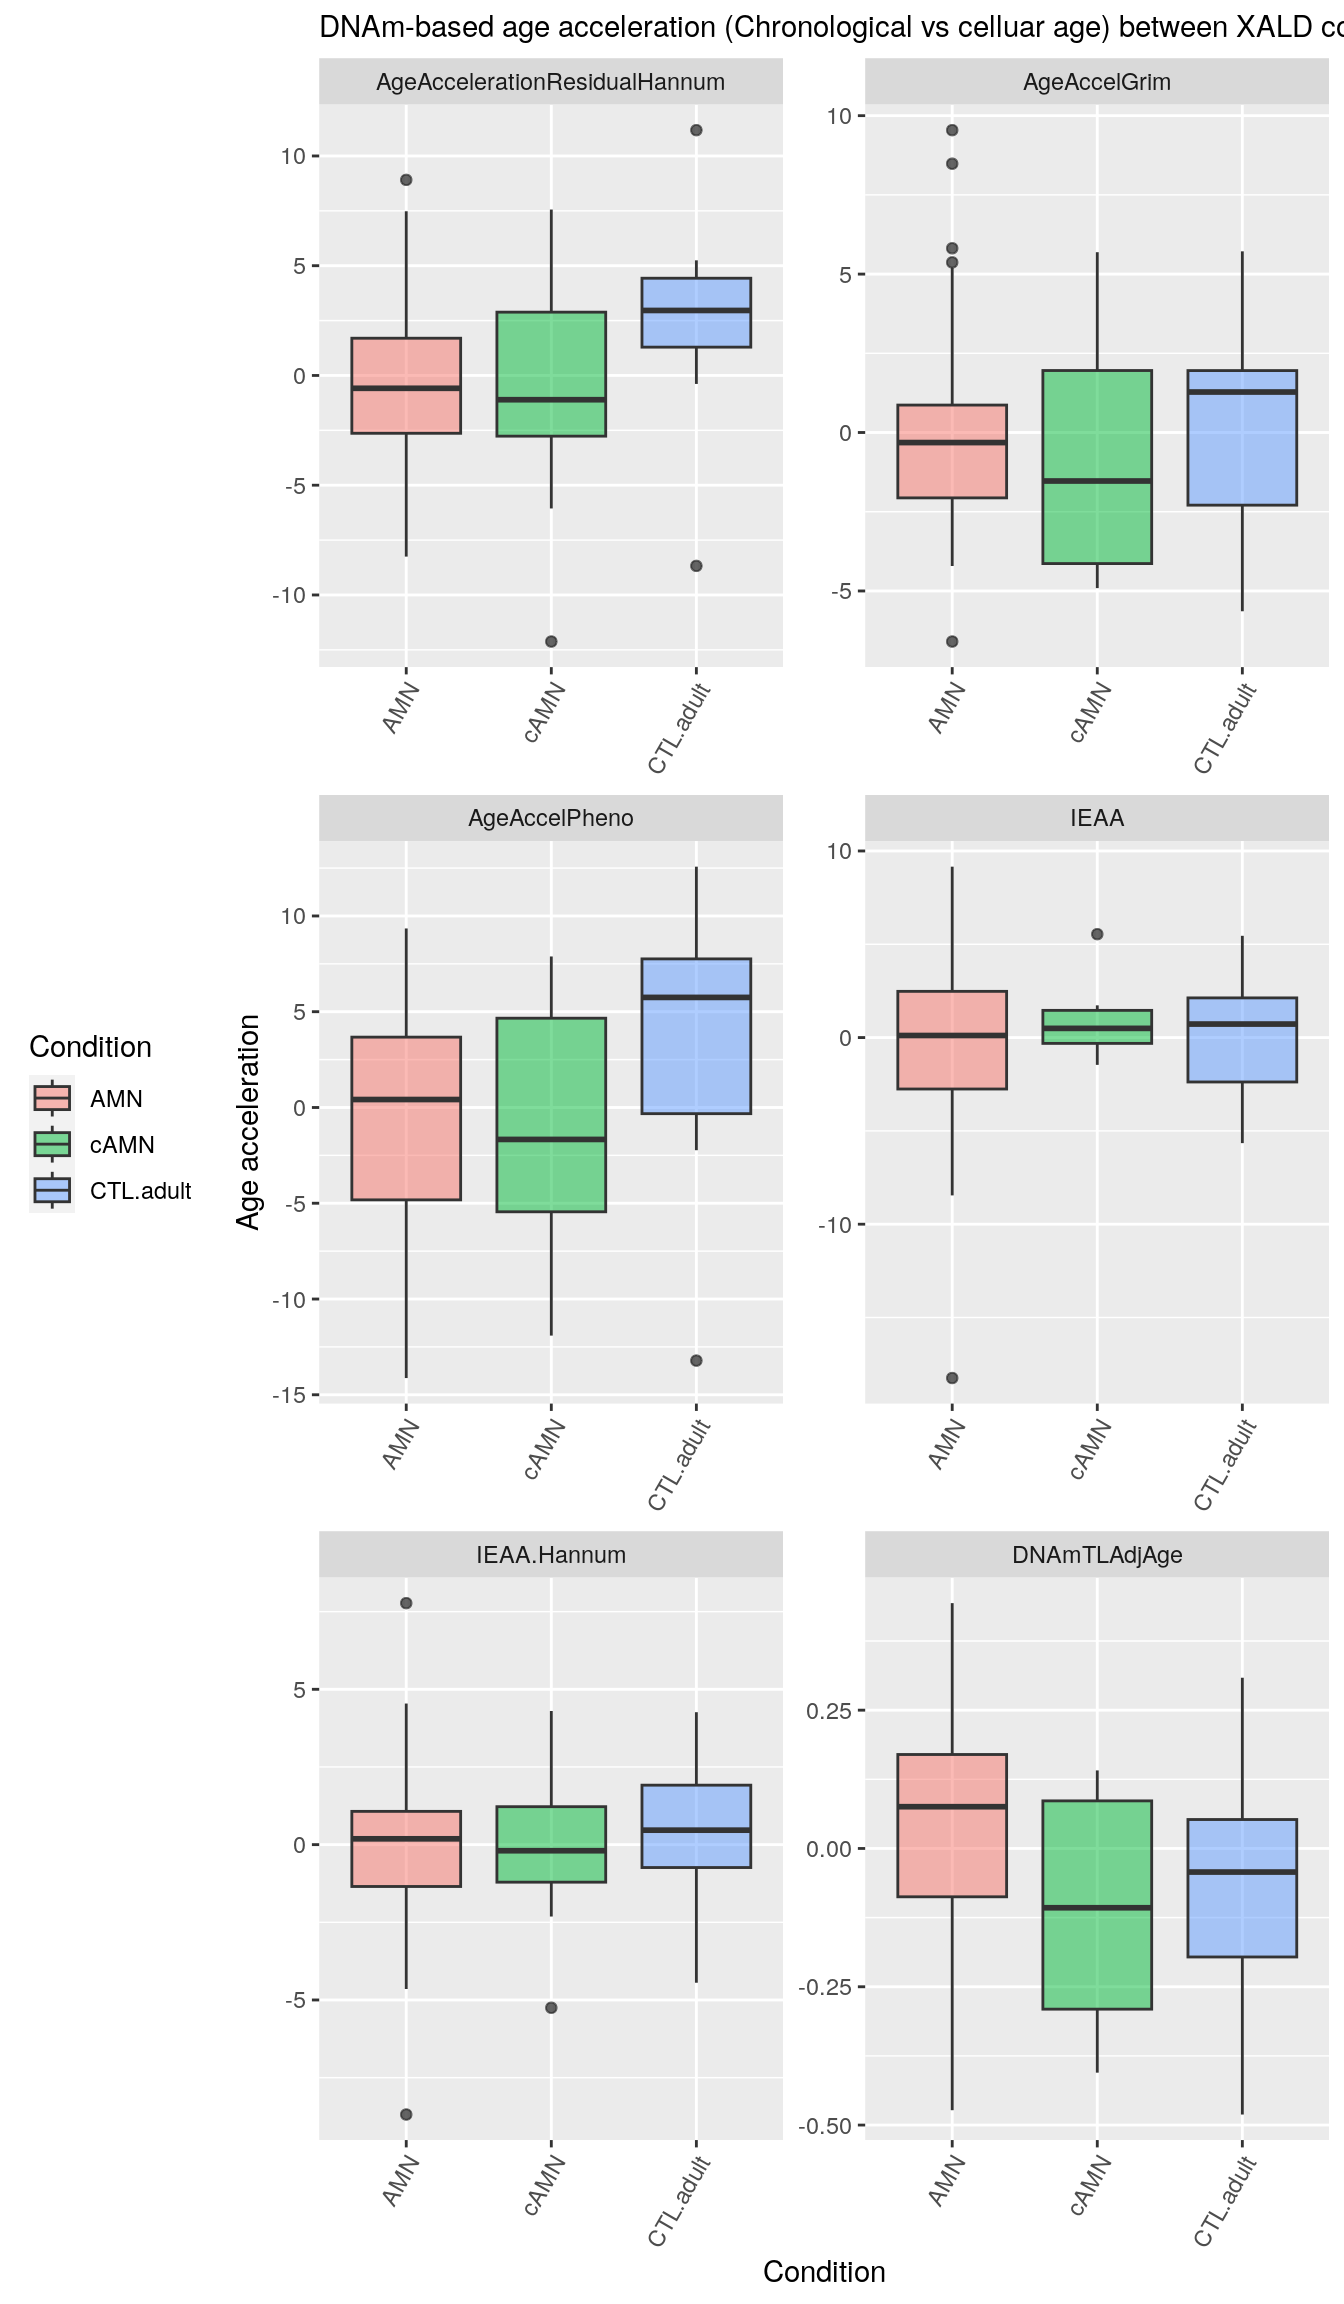 DNAm-based age acceleration (Chronological vs celluar age) between XALD
AgeAccelerationResidualHannum
10
5
0
-5
-10
AMN
cAMN
CTL.adult
AgeAccelGrim
10
5
0
-5
AMN
cAMN
CTL.adult
Condition
AMN
cAMN
CTL.adult
Age acceleration
AgeAccelPheno
10
5
0
-5
-10
-15
AMN
cAMN
CTL.adult
IEAA
10
0
-10
AMN
cAMN
CTL.adult
IEAA.Hannum
5
0
-5
AMN
cAMN
CTL.adult
DNAmTLAdjAge
0.25
0.00
-0.25
-0.50
AMN
cAMN
CTL.adult
Condition